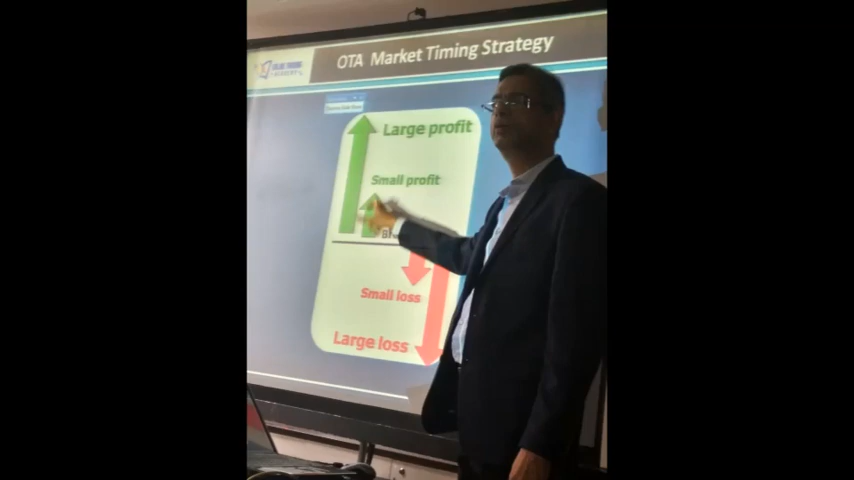 OTA Market Timing Strategy
Large profit
Small profit
Small loss
Large loss